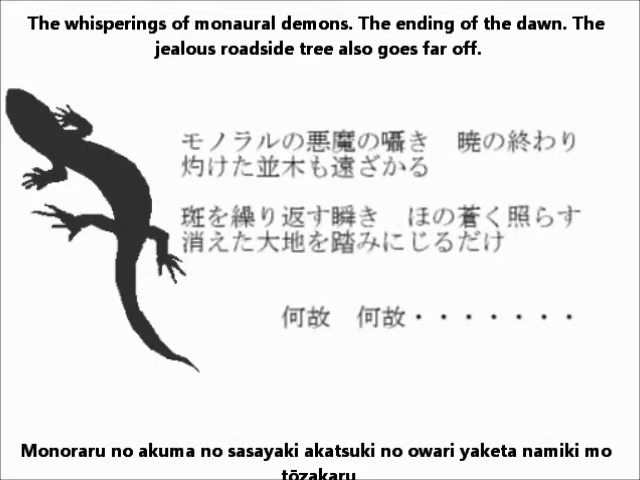 The whisperings of monaural demons. The ending of the dawn. The
jealous roadside tree also goes far off.
モノラルの悪魔の囁き　暁の終わり
灼けた並木も遠ざかる
斑を繰り返す瞬き　ほの蒼く照らす
消えた大地を踏みにじるだけ
何故　何故・・・・・・・
Monoraru no akuma no sasayaki akatsuki no owari yaketa namiki mo
tōzakaru